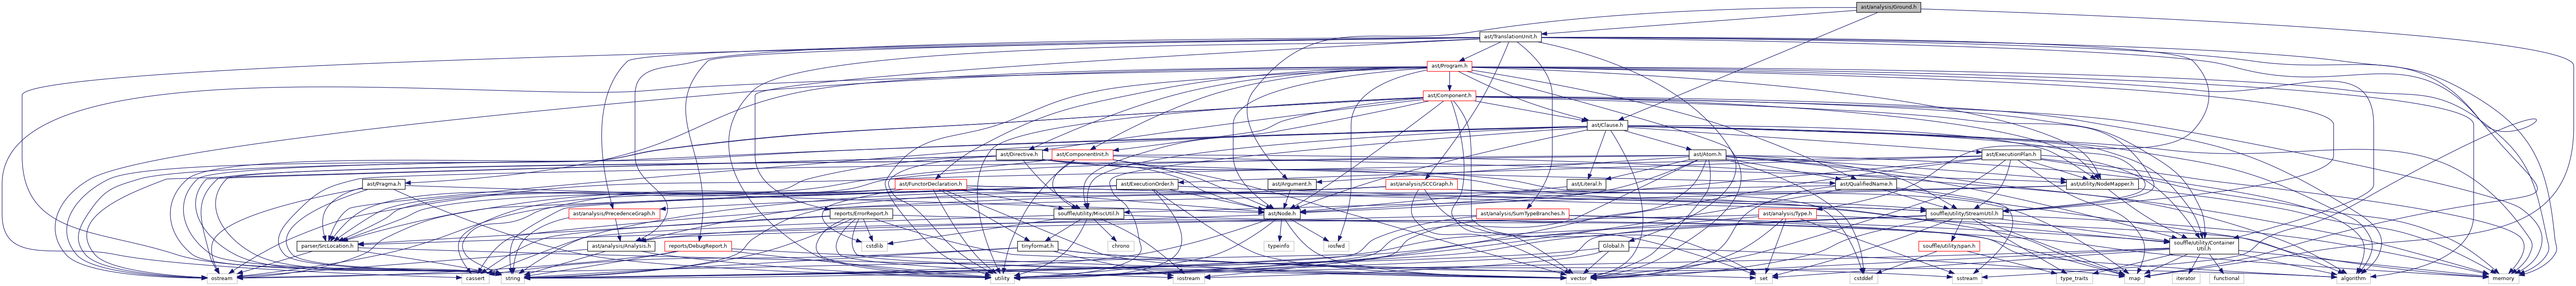 ast/analysis/Ground.h
ast/TranslationUnit.h
ast/Program.h
ast/Component.h
ast/Clause.h
ast/Directive.h
ast/ComponentInit.h
ast/Atom.h
ast/ExecutionPlan.h
ast/Pragma.h
ast/FunctorDeclaration.h
ast/ExecutionOrder.h
ast/Argument.h
ast/analysis/SCCGraph.h
ast/Literal.h
ast/QualifiedName.h
ast/utility/NodeMapper.h
ast/analysis/PrecedenceGraph.h
reports/ErrorReport.h
souffle/utility/MiscUtil.h
ast/Node.h
ast/analysis/SumTypeBranches.h
ast/analysis/Type.h
souffle/utility/StreamUtil.h
parser/SrcLocation.h
ast/analysis/Analysis.h
reports/DebugReport.h
cstdlib
tinyformat.h
chrono
typeinfo
iosfwd
Global.h
souffle/utility/span.h
souffle/utility/Container
Util.h
ostream
cassert
string
utility
iostream
vector
set
cstddef
sstream
type_traits
map
iterator
functional
algorithm
memory